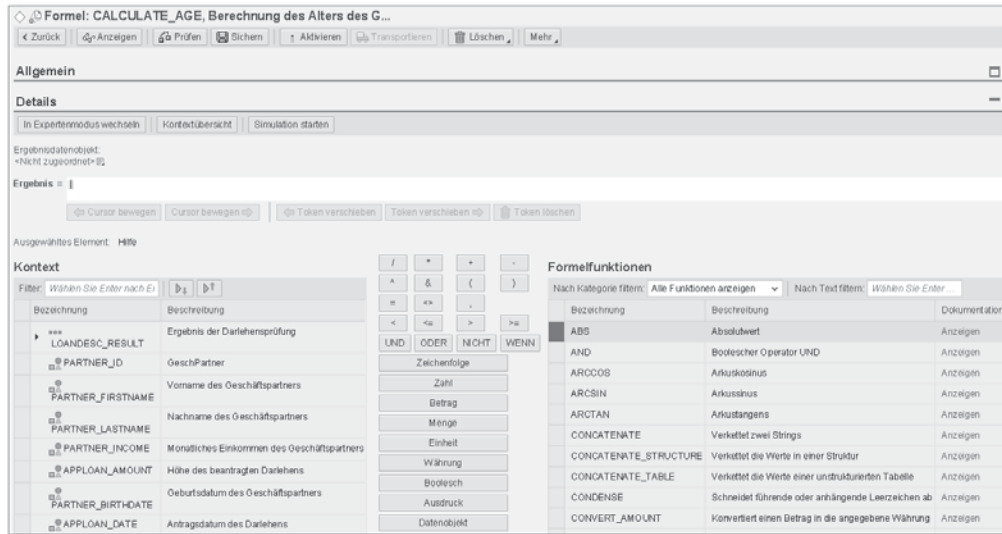 Formel: CALCULATE_AGE, Berechnung des Alters des G...
< Zurück Anzeigen Prüfen Sichern Aktivieren Transportieren Löschen Mehr
Allgemein
Details
In Expertenmodus wechseln Kontextübersicht Simulation starten
Ergebnisdatenobjekt:
<Nicht zugeordnet>
Ergebnis =
Cursor bewegen Cursor bewegen Token verschieben Token verschieben Token löschen
Ausgewähltes Element: Hilfe
Kontext
Filter: Wählen Sie Enter nach Ei
Bezeichnung Beschreibung
LOANDESC_RESULT Ergebnis der Darlehensprüfung
PARTNER_ID GeschPartner
PARTNER_FIRSTNAME Vorname des Geschäftspartners
PARTNER_LASTNAME Nachname des Geschäftspartners
PARTNER_INCOME Monatliches Einkommen des Geschäftspartners
APPLOAN_AMOUNT Höhe des beantragten Darlehens
PARTNER_BIRTHDATE Geburtsdatum des Geschäftspartners
APPLOAN_DATE Antragsdatum des Darlehens
/ * + -
^ & ( )
= <> ,
< <= > >=
UND ODER NICHT WENN
Zeichenfolge
Zahl
Betrag
Menge
Einheit
Währung
Boolesch
Ausdruck
Datenobjekt
Formelfunktionen
Nach Kategorie filtern: Alle Funktionen anzeigen Nach Text filtern: Wählen Sie Enter ...
Bezeichnung Beschreibung Dokumentation
ABS Absolutwert Anzeigen
AND Boolescher Operator UND Anzeigen
ARCCOS Arkuskosinus Anzeigen
ARCSIN Arkussinus Anzeigen
ARCTAN Arkustangens Anzeigen
CONCATENATE Verkettet zwei Strings Anzeigen
CONCATENATE_STRUCTURE Verkettet die Werte in einer Struktur Anzeigen
CONCATENATE_TABLE Verkettet die Werte einer unstrukturierten Tabelle Anzeigen
CONDENSE Schneidet führende oder anhängende Leerzeichen ab Anzeigen
CONVERT_AMOUNT Konvertiert einen Betrag in die angegebene Währung Anzeigen